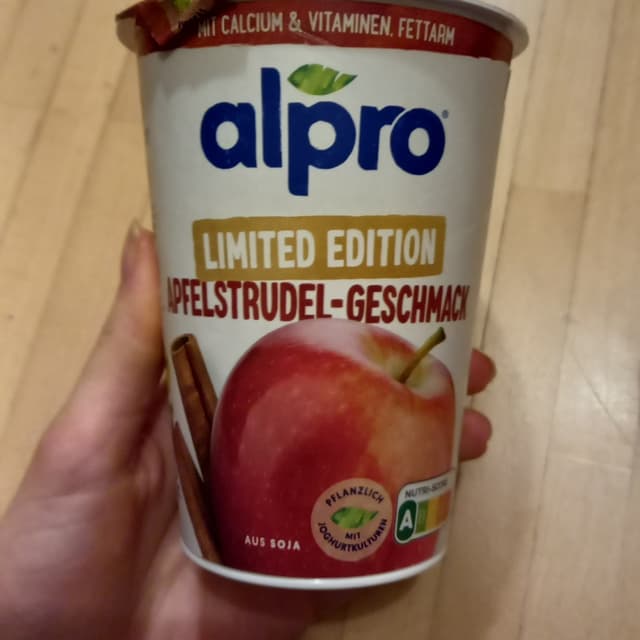 MIT CALCIUM & VITAMINEN, FETTARM
alpro
LIMITED EDITION
APFELSTRUDEL-GESCHMACK
PFLANZLICH
MIT
JOGHURTKULTUREN
NUTRI-SCORE
A
AUS SOJA